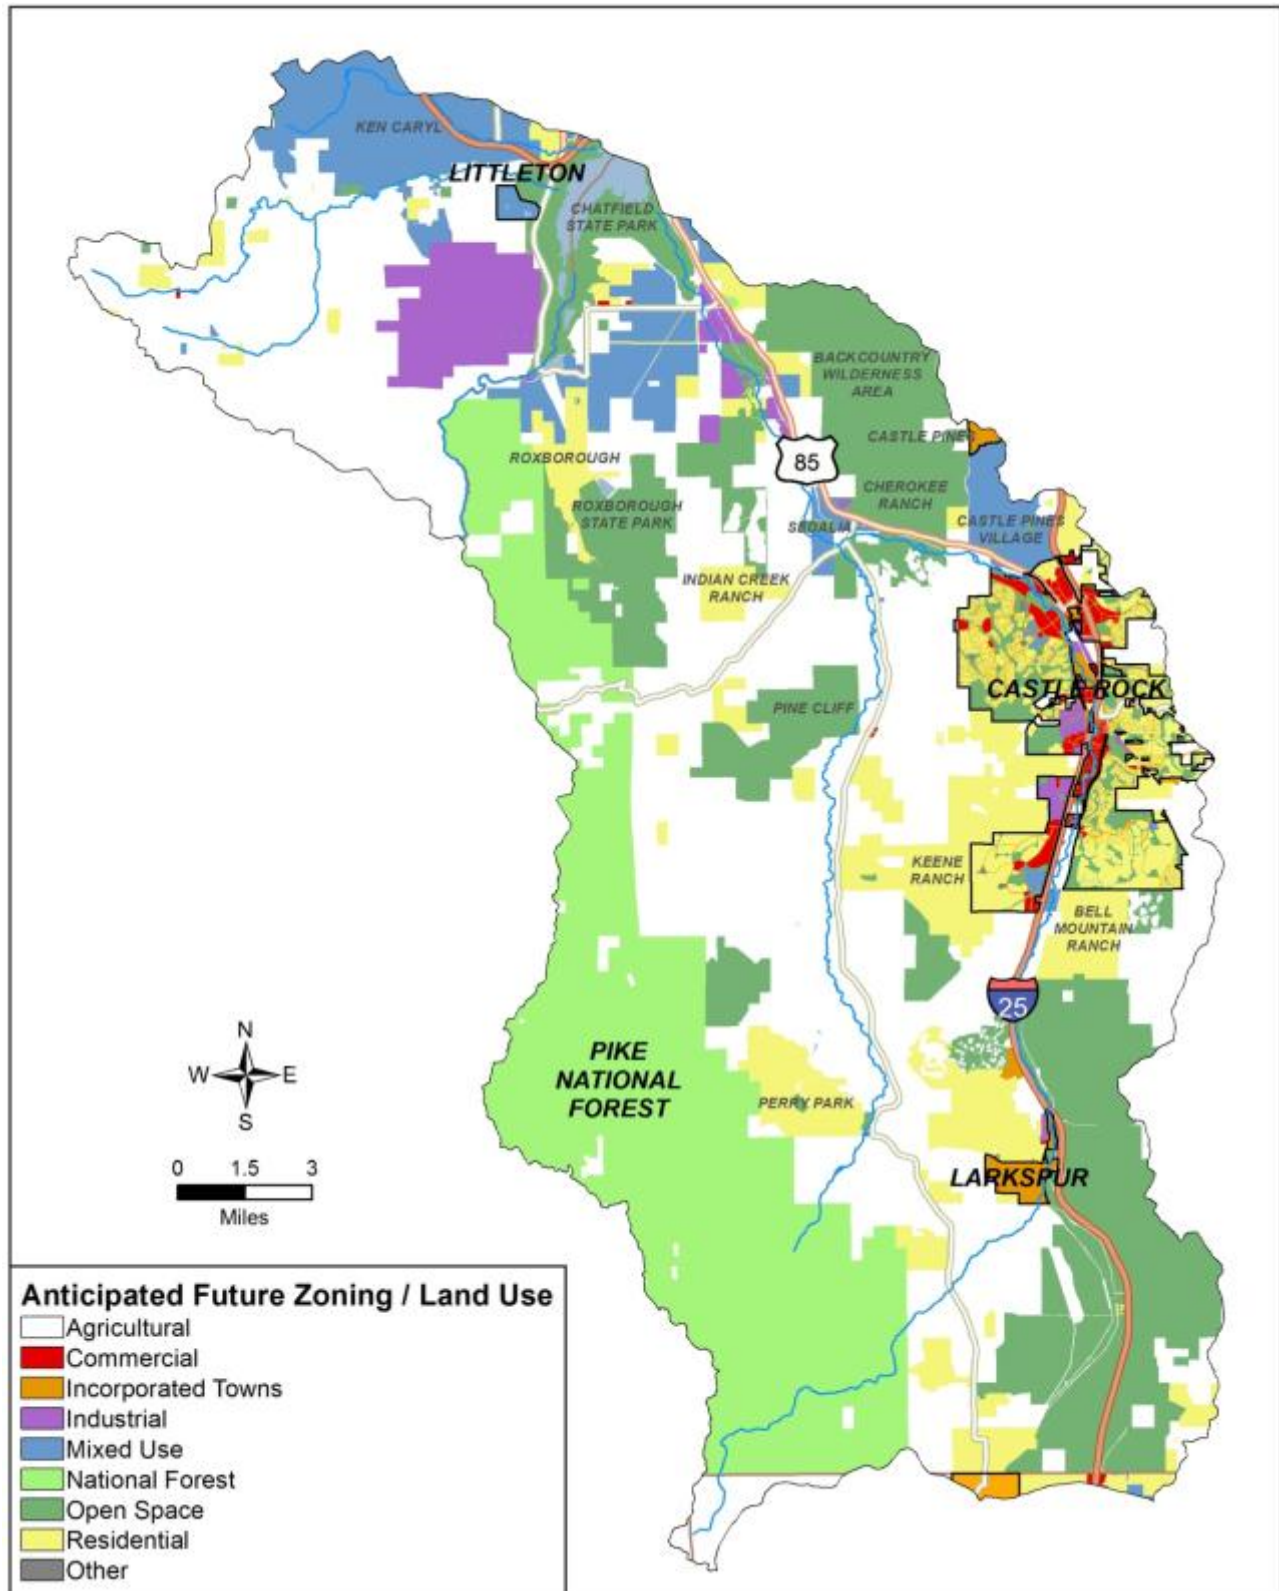 KEN CARYL
LITTLETON
CHATFIELD
STATE PARK
BACKCOUNTRY
WILDERNESS
AREA
CASTLE PINES
85
ROXBOROUGH
CHEROKEE
RANCH
ROXBOROUGH
STATE PARK
SEDALIA
CASTLE PINES
VILLAGE
INDIAN CREEK
RANCH
CASTLE ROCK
PINE CLIFF
KEENE
RANCH
BELL
MOUNTAIN
RANCH
25
N
W
E
S
PIKE
NATIONAL
FOREST
PERRY PARK
0 1.5 3
Miles
LARKSPUR
Anticipated Future Zoning / Land Use
Agricultural
Commercial
Incorporated Towns
Industrial
Mixed Use
National Forest
Open Space
Residential
Other